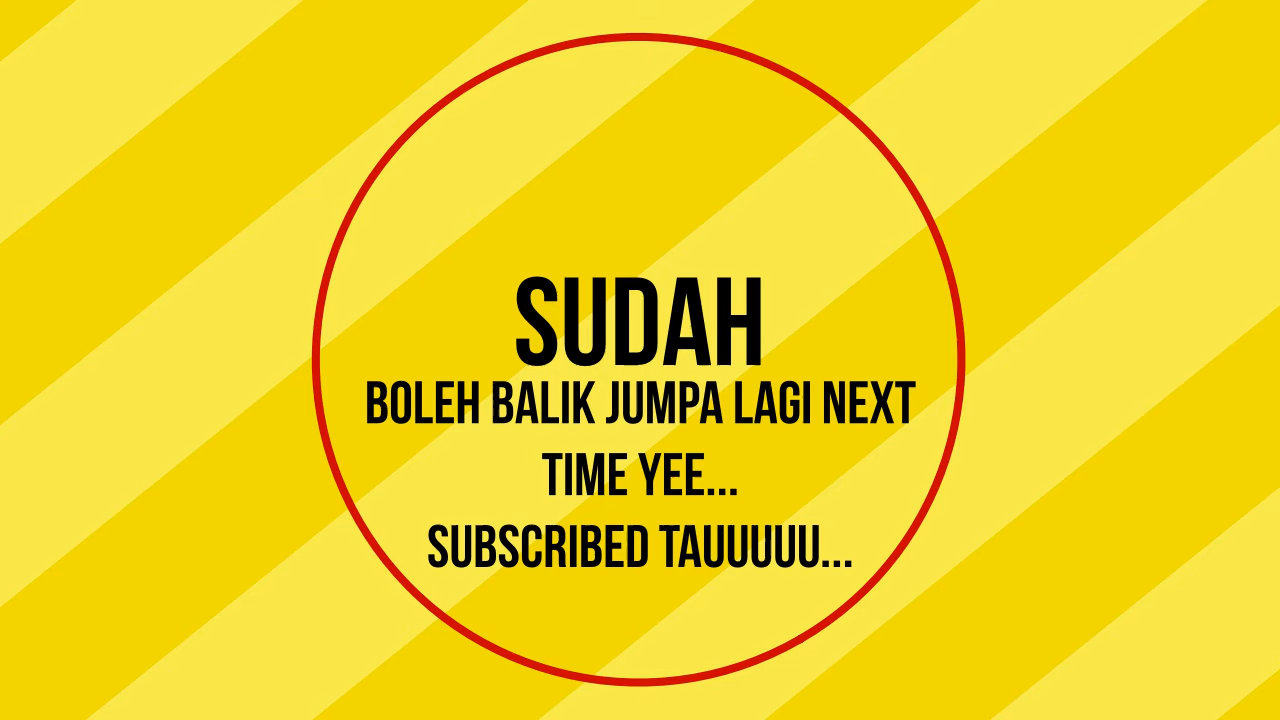 SUDAH
BOLEH BALIK JUMPA LAGI NEXT
TIME YEE...
SUBSCRIBED TAUUUUU...